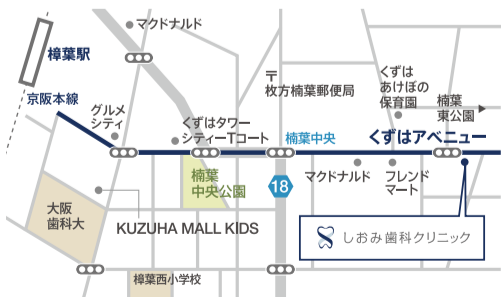 マクドナルド
樟葉駅
京阪本線
グルメ
シティ
くずはタワー
シティーTコート
〒
枚方楠葉郵便局
くずは
あけぼの
保育園
楠葉
東公園
楠葉中央
くずはアベニュー
楠葉
中央公園
18
マクドナルド
フレンド
マート
大阪
歯科大
KUZUHA MALL KIDS
しおみ歯科クリニック
樟葉西小学校